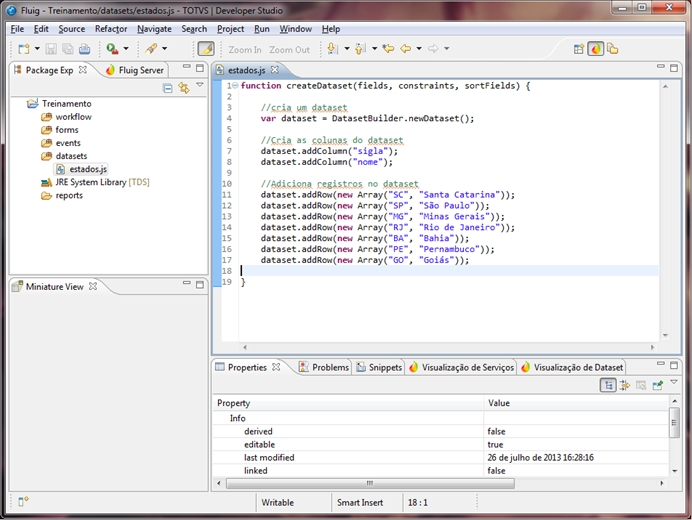 Fluig - Treinamento/datasets/estados.js - TOTVS | Developer Studio
File Edit Source Refactor Navigate Search Project Run Window Help
Zoom In Zoom Out
Package Exp
Fluig Server
Treinamento
workflow
forms
events
datasets
estados.js
JRE System Library [TDS]
reports
Miniature View
estados.js
1 function createDataset(fields, constraints, sortFields) {
2
3 //cria um dataset
4 var dataset = DatasetBuilder.newDataset();
5
6 //Cria as colunas do dataset
7 dataset.addColumn("sigla");
8 dataset.addColumn("nome");
9
10 //Adiciona registros no dataset
11 dataset.addRow(new Array("SC", "Santa Catarina"));
12 dataset.addRow(new Array("SP", "São Paulo"));
13 dataset.addRow(new Array("MG", "Minas Gerais"));
14 dataset.addRow(new Array("RJ", "Rio de Janeiro"));
15 dataset.addRow(new Array("BA", "Bahia"));
16 dataset.addRow(new Array("PE", "Pernambuco"));
17 dataset.addRow(new Array("GO", "Goiás"));
18
19 }
Properties
Problems
Snippets
Visualização de Serviços
Visualização de Dataset
Property Value
Info
derived false
editable true
last modified 26 de julho de 2013 16:28:16
linked false
Writable Smart Insert 18 : 1